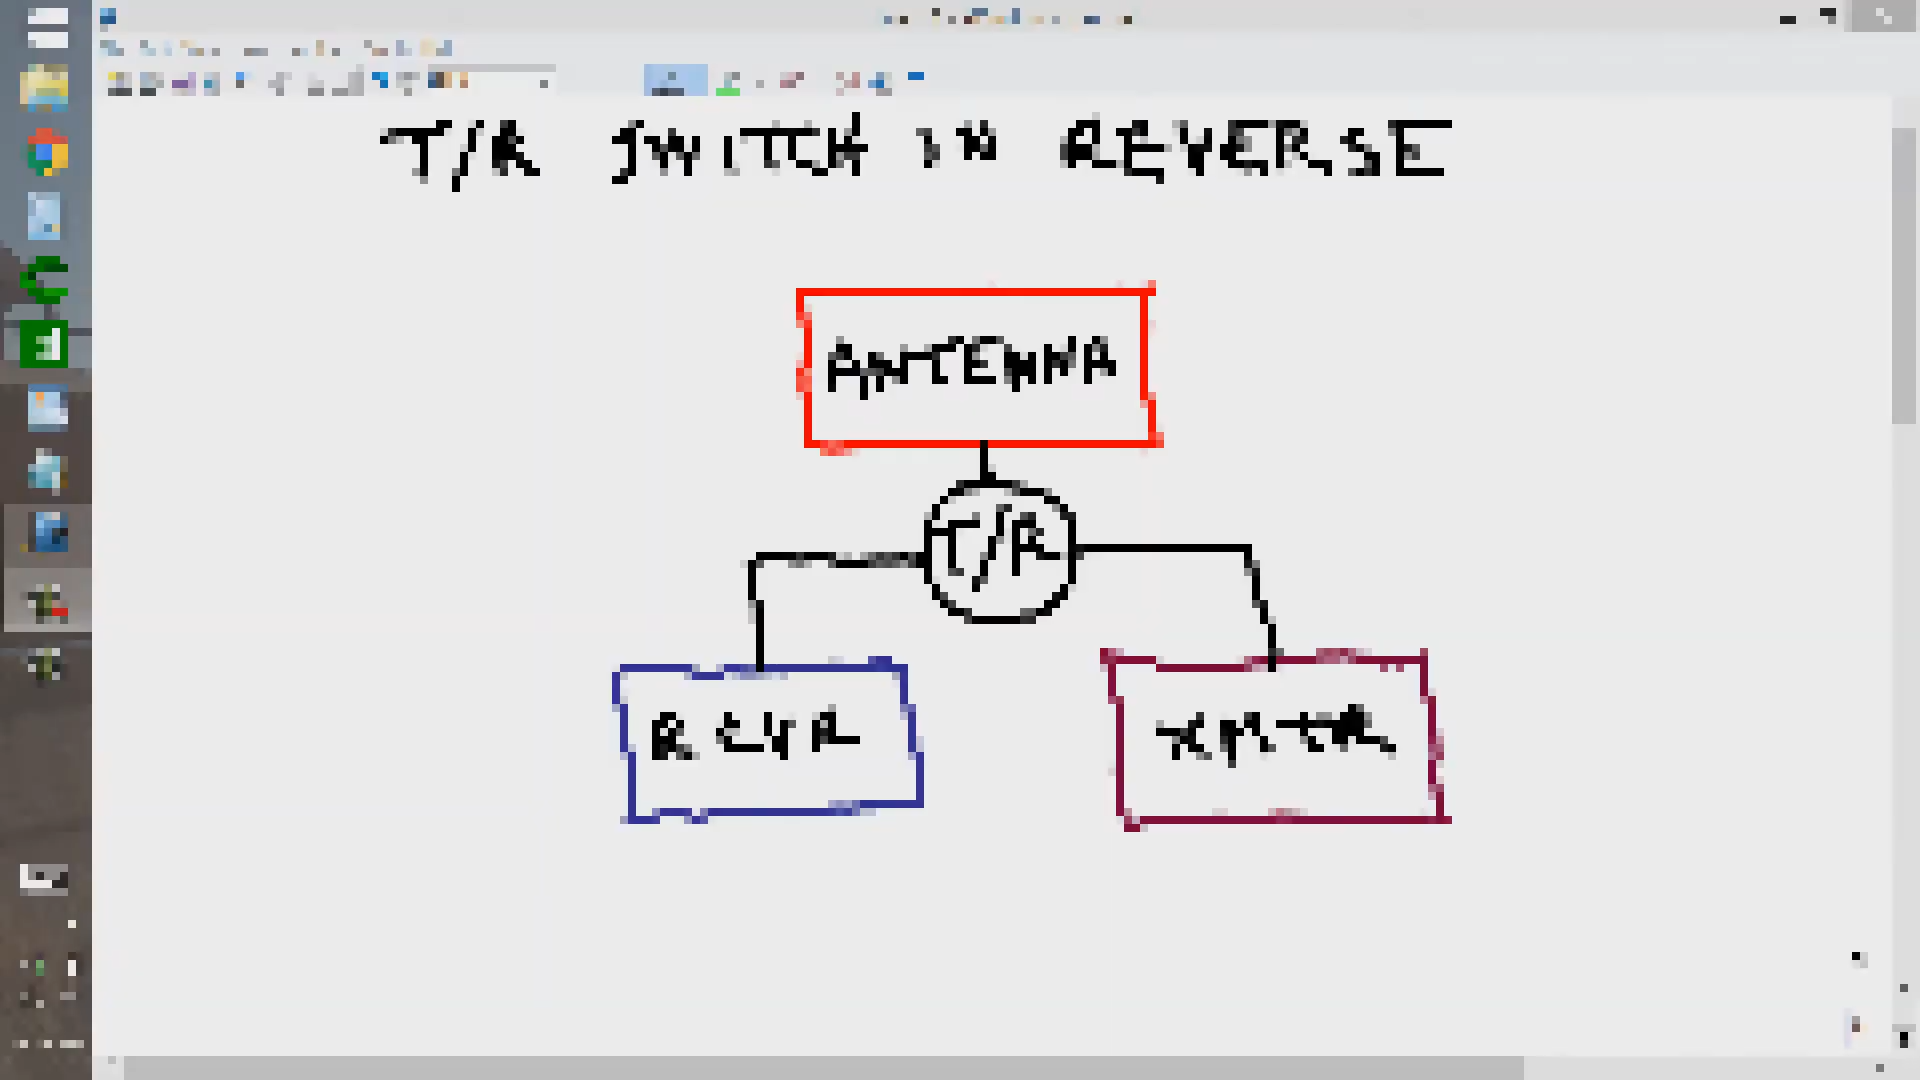 T/R SWITCH IN REVERSE
ANTENNA
T/R
RCVR
XMTR